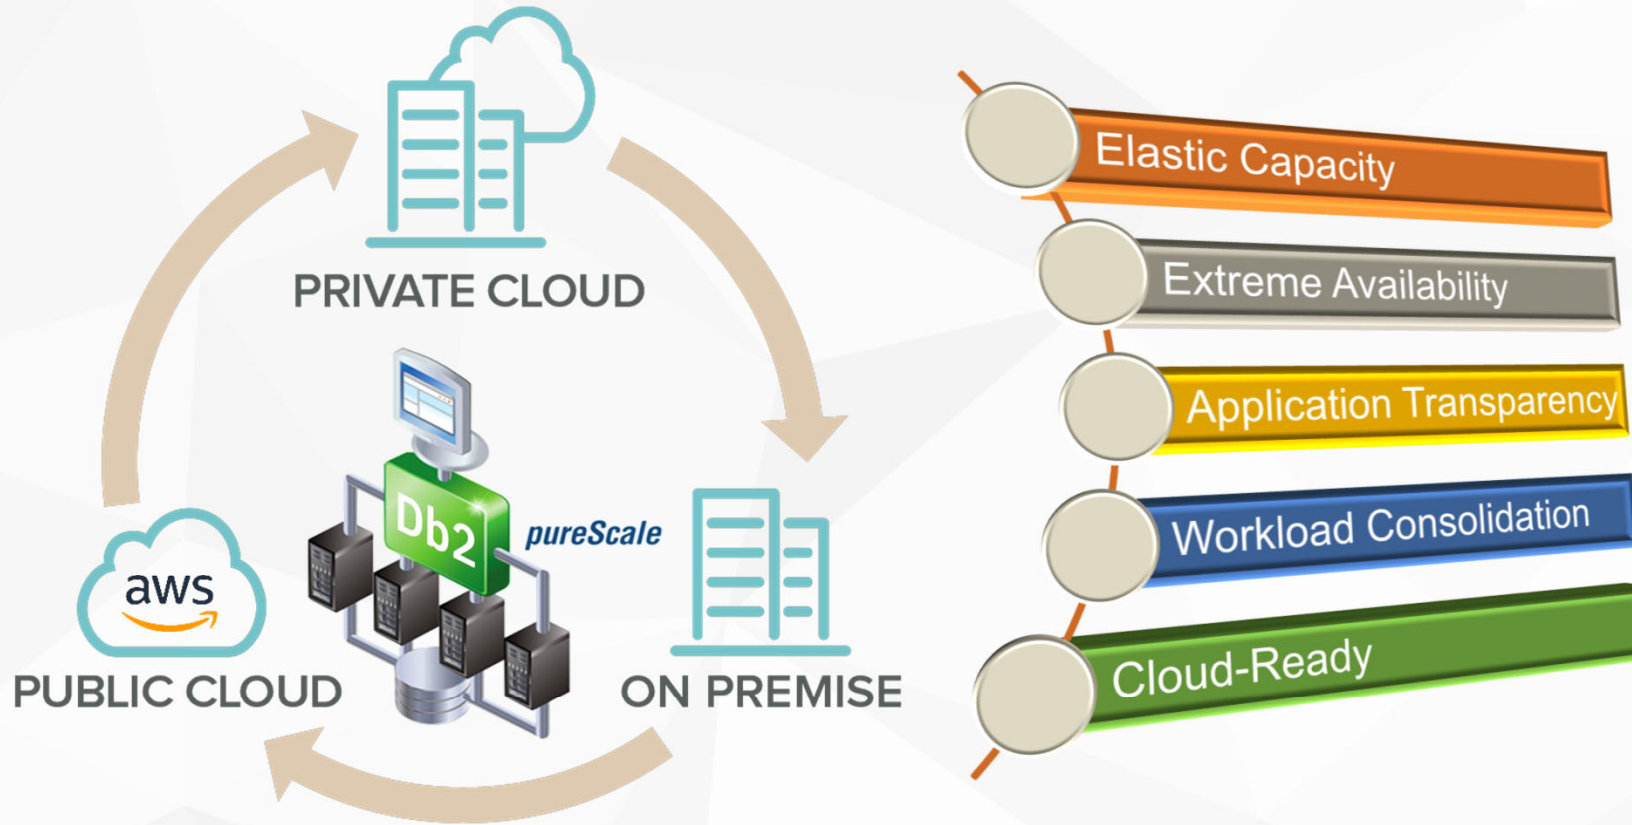 PRIVATE CLOUD
Db2
pureScale
aws
PUBLIC CLOUD
ON PREMISE
Elastic Capacity
Extreme Availability
Application Transparency
Workload Consolidation
Cloud-Ready